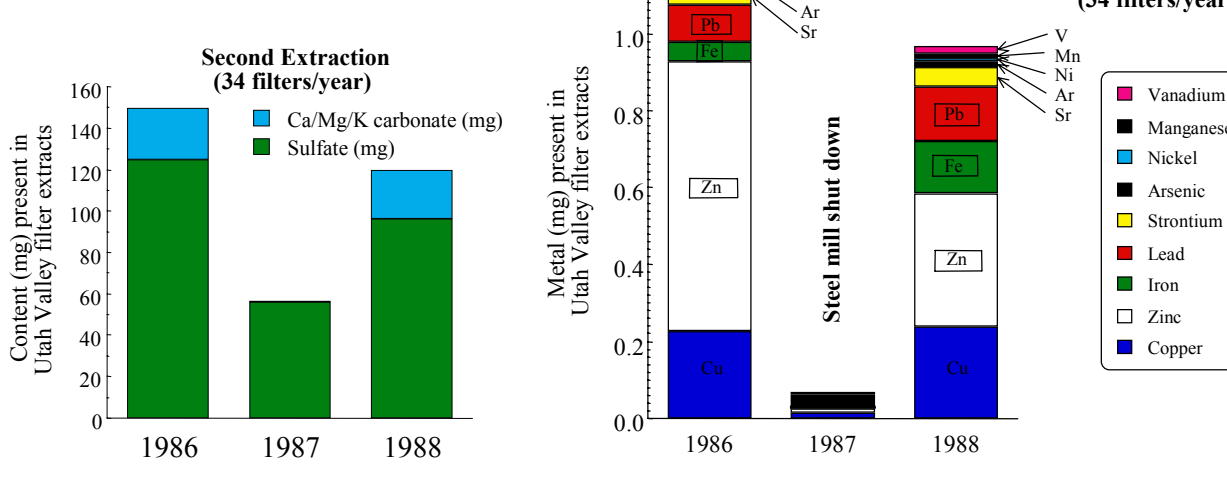 Second Extraction
(34 filters/year)
Content (mg) present in
Utah Valley filter extracts
160
140
120
100
80
60
40
20
0
Ca/Mg/K carbonate (mg)
Sulfate (mg)
1986
1987
1988
(34 filters/year
Metal (mg) present in
Utah Valley filter extracts
1.0
0.8
0.6
0.4
0.2
0.0
Ar
Sr
Pb
Fe
Zn
Cu
Steel mill shut down
V
Mn
Ni
Ar
Sr
Pb
Fe
Zn
Cu
1986
1987
1988
Vanadium
Manganese
Nickel
Arsenic
Strontium
Lead
Iron
Zinc
Copper